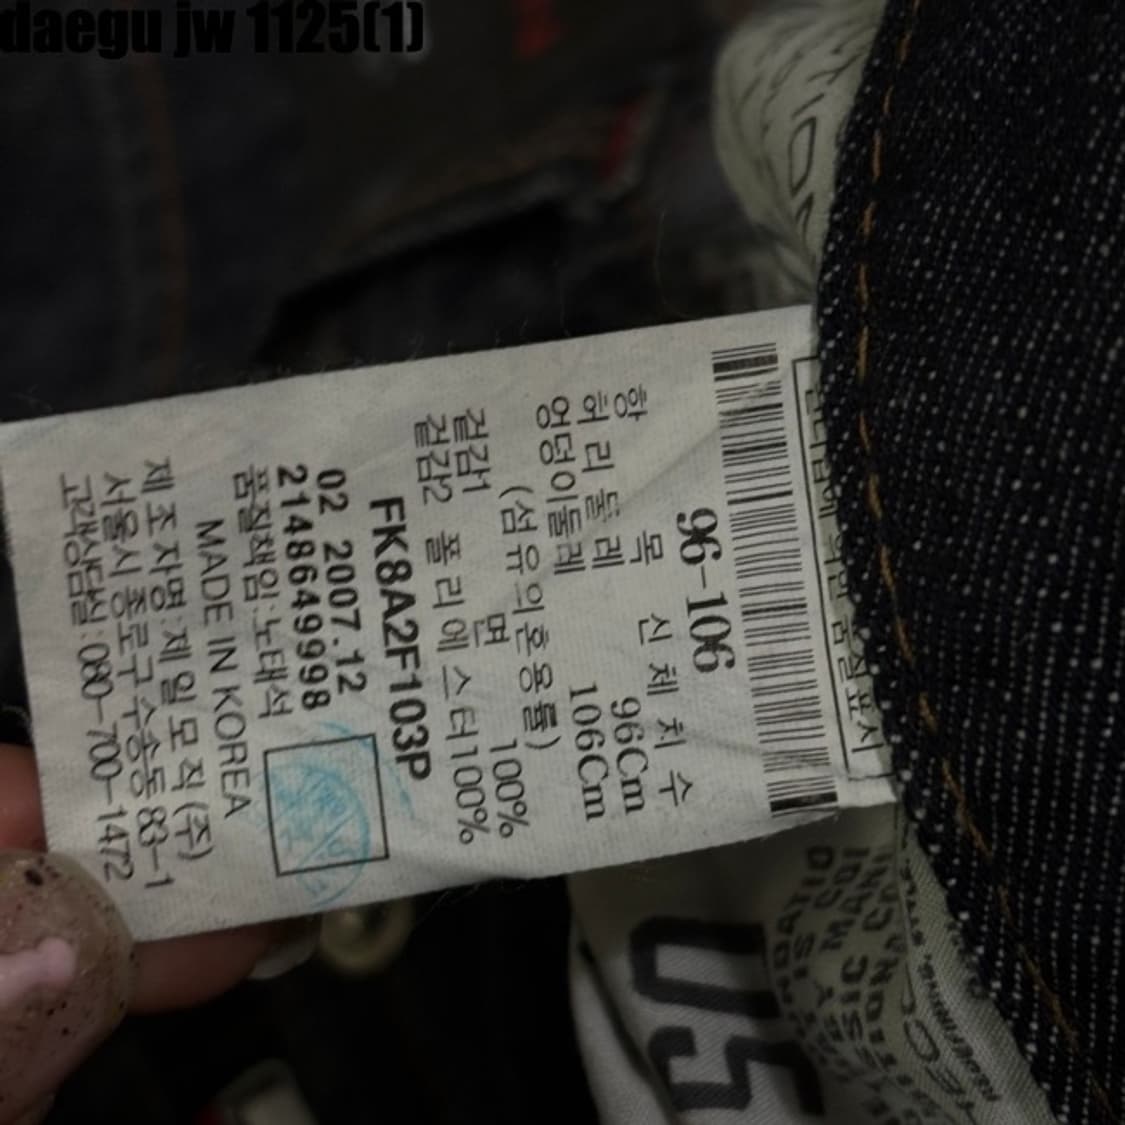 daegu jw 1125(1)
96-106
항 목 신 체 치 수
허 리 둘 레 96Cm
엉덩이둘레 106Cm
(섬유의혼용률)
겉감1 면 100%
겉감2 폴리에스터100%
FK8A2F103P
02 2007.12
2148649998
품질책임:노태석
MADE IN KOREA
제조자명:제일모직(주)
서울시종로구수송동83-1
고객상담실:080-700-1472
05